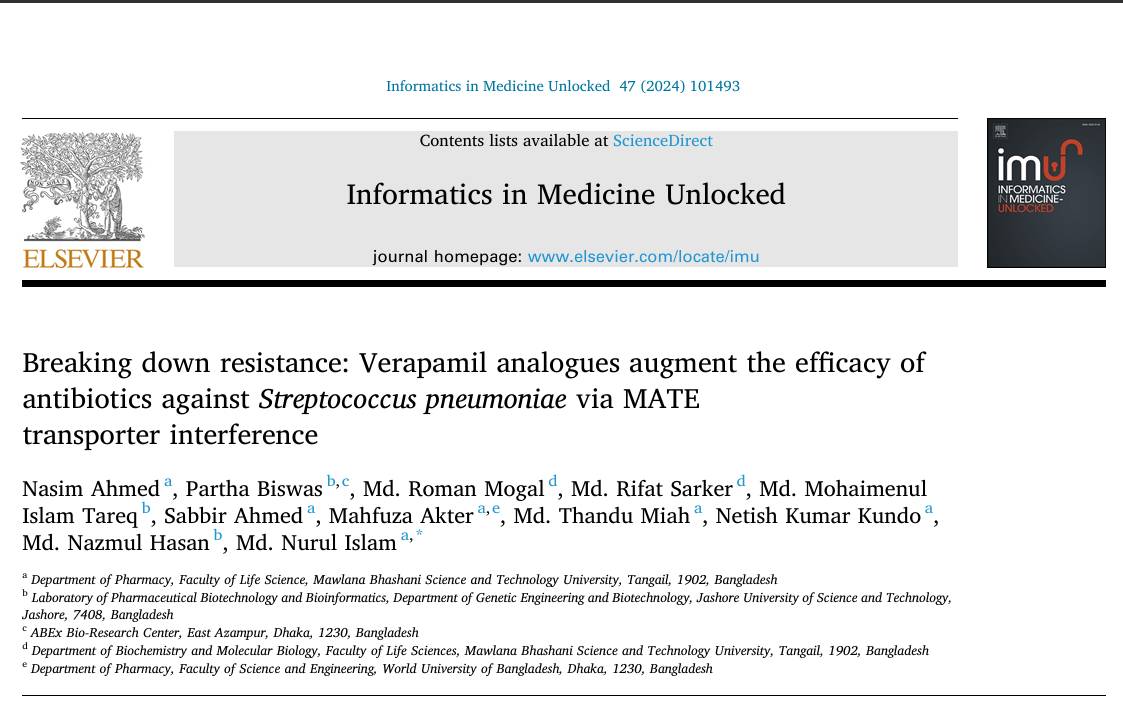 Informatics in Medicine Unlocked 47 (2024) 101493
Contents lists available at ScienceDirect
Informatics in Medicine Unlocked
journal homepage: www.elsevier.com/locate/imu
ELSEVIER
imu
INFORMATICS
IN MEDICINE-
UNLOCKED
Breaking down resistance: Verapamil analogues augment the efficacy of
antibiotics against Streptococcus pneumoniae via MATE
transporter interference
Nasim Ahmed a, Partha Biswas b,c, Md. Roman Mogal d, Md. Rifat Sarker d, Md. Mohaimenul
Islam Tareq b, Sabbir Ahmed a, Mahfuza Akter a,e, Md. Thandu Miah a, Netish Kumar Kundo a,
Md. Nazmul Hasan b, Md. Nurul Islam a,*
a Department of Pharmacy, Faculty of Life Science, Mawlana Bhashani Science and Technology University, Tangail, 1902, Bangladesh
b Laboratory of Pharmaceutical Biotechnology and Bioinformatics, Department of Genetic Engineering and Biotechnology, Jashore University of Science and Technology,
Jashore, 7408, Bangladesh
c ABEx Bio-Research Center, East Azampur, Dhaka, 1230, Bangladesh
d Department of Biochemistry and Molecular Biology, Faculty of Life Sciences, Mawlana Bhashani Science and Technology University, Tangail, 1902, Bangladesh
e Department of Pharmacy, Faculty of Science and Engineering, World University of Bangladesh, Dhaka, 1230, Bangladesh